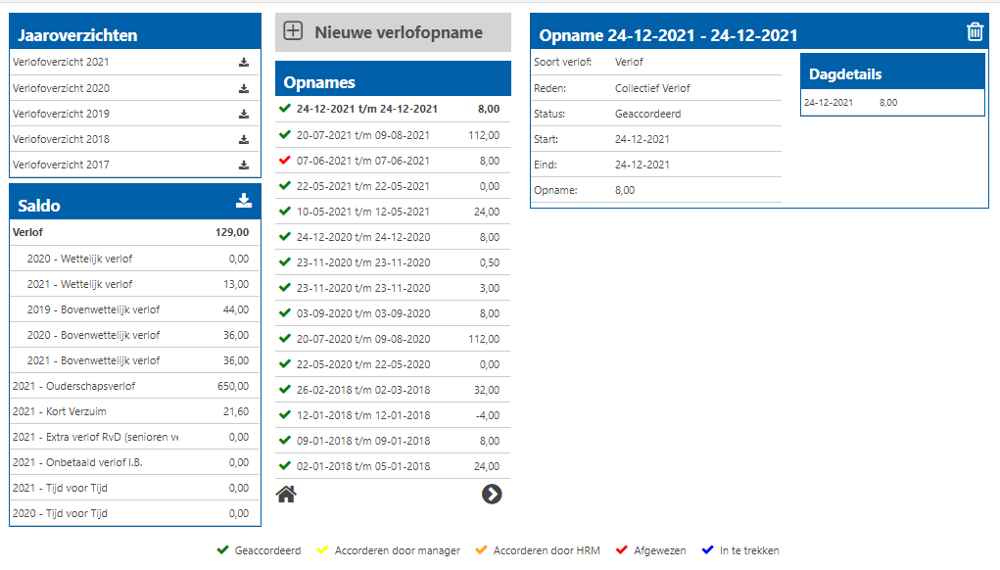 Jaaroverzichten
Verlofoverzicht 2021
Verlofoverzicht 2020
Verlofoverzicht 2019
Verlofoverzicht 2018
Verlofoverzicht 2017
Saldo
Verlof 129,00
2020 - Wettelijk verlof 0,00
2021 - Wettelijk verlof 13,00
2019 - Bovenwettelijk verlof 44,00
2020 - Bovenwettelijk verlof 36,00
2021 - Bovenwettelijk verlof 36,00
2021 - Ouderschapsverlof 650,00
2021 - Kort Verzuim 21,60
2021 - Extra verlof RvD (senioren ve 0,00
2021 - Onbetaald verlof I.B. 0,00
2021 - Tijd voor Tijd 0,00
2020 - Tijd voor Tijd 0,00
Nieuwe verlofopname
Opnames
24-12-2021 t/m 24-12-2021 8,00
20-07-2021 t/m 09-08-2021 112,00
07-06-2021 t/m 07-06-2021 8,00
22-05-2021 t/m 22-05-2021 0,00
10-05-2021 t/m 12-05-2021 24,00
24-12-2020 t/m 24-12-2020 8,00
23-11-2020 t/m 23-11-2020 0,50
23-11-2020 t/m 23-11-2020 3,00
03-09-2020 t/m 03-09-2020 8,00
20-07-2020 t/m 09-08-2020 112,00
22-05-2020 t/m 22-05-2020 0,00
26-02-2018 t/m 02-03-2018 32,00
12-01-2018 t/m 12-01-2018 -4,00
09-01-2018 t/m 09-01-2018 8,00
02-01-2018 t/m 05-01-2018 24,00
Opname 24-12-2021 - 24-12-2021
Soort verlof: Verlof
Reden: Collectief Verlof
Status: Geaccordeerd
Start: 24-12-2021
Eind: 24-12-2021
Opname: 8,00
Dagdetails
24-12-2021 8,00
Geaccordeerd Accorderen door manager Accorderen door HRM Afgewezen In te trekken